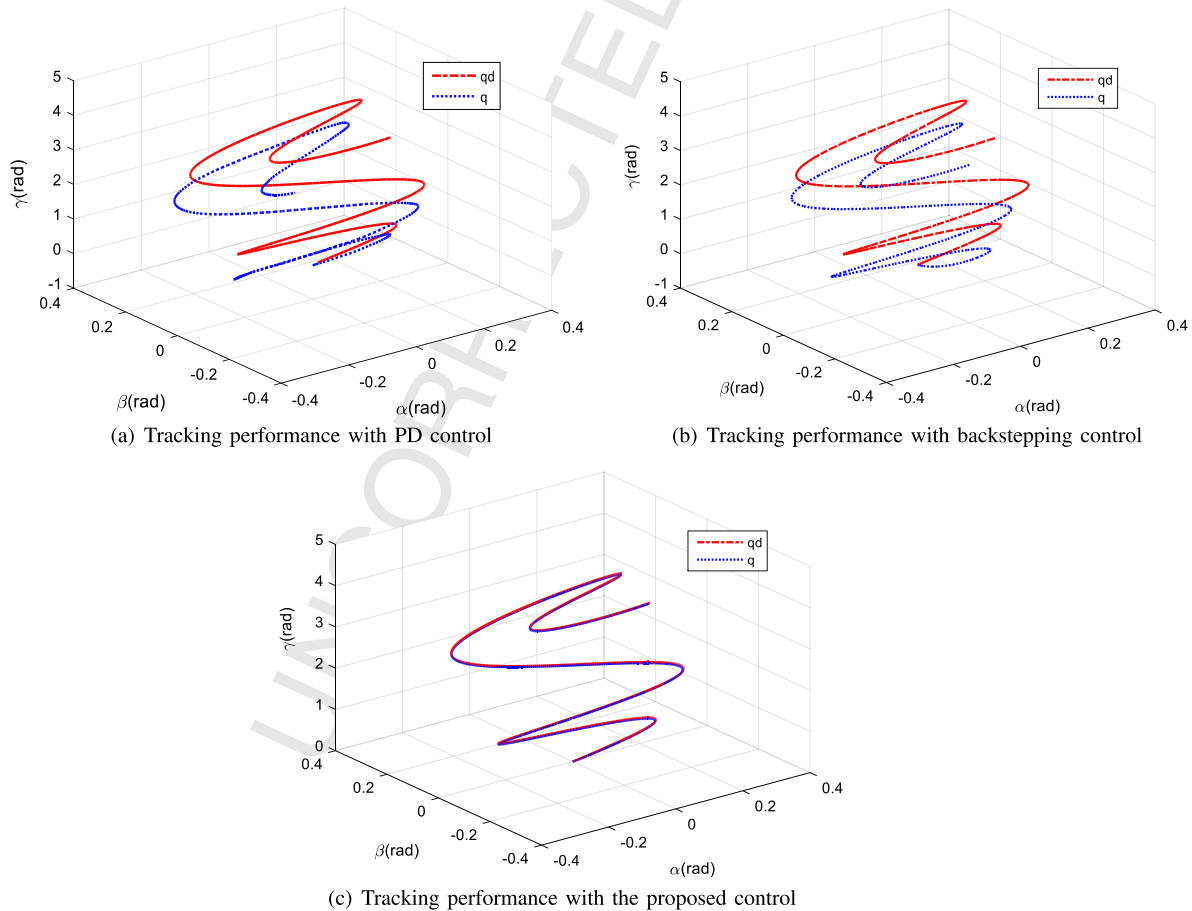 qd
q
γ(rad)
5
4
3
2
1
0
-1
0.4
0.2
0
-0.2
-0.4
-0.4
-0.2
0
0.2
0.4
β(rad)
α(rad)
(a) Tracking performance with PD control
qd
q
γ(rad)
5
4
3
2
1
0
-1
0.4
0.2
0
-0.2
-0.4
-0.4
-0.2
0
0.2
0.4
β(rad)
α(rad)
(b) Tracking performance with backstepping control
qd
q
γ(rad)
5
4
3
2
1
0
0.4
0.2
0
-0.2
-0.4
-0.4
-0.2
0
0.2
0.4
β(rad)
α(rad)
(c) Tracking performance with the proposed control